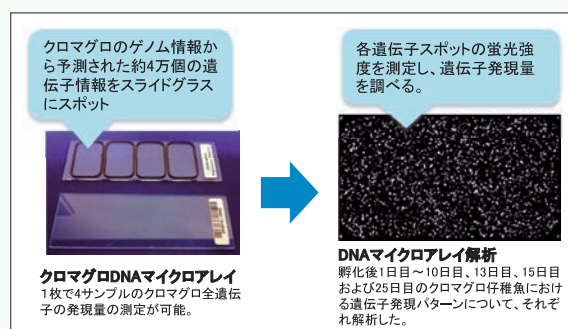 クロマグロのゲノム情報か
ら予測された約4万個の遺
伝子情報をスライドグラス
にスポット
クロマグロDNAマイクロアレイ
1枚で4サンプルのクロマグロ全遺伝
子の発現量の測定が可能。
各遺伝子スポットの蛍光強
度を測定し、遺伝子発現量
を調べる。
DNAマイクロアレイ解析
孵化後1日目～10日目、13日目、15日目
および25日目のクロマグロ仔稚魚におけ
る遺伝子発現パターンについて、それぞ
れ解析した。